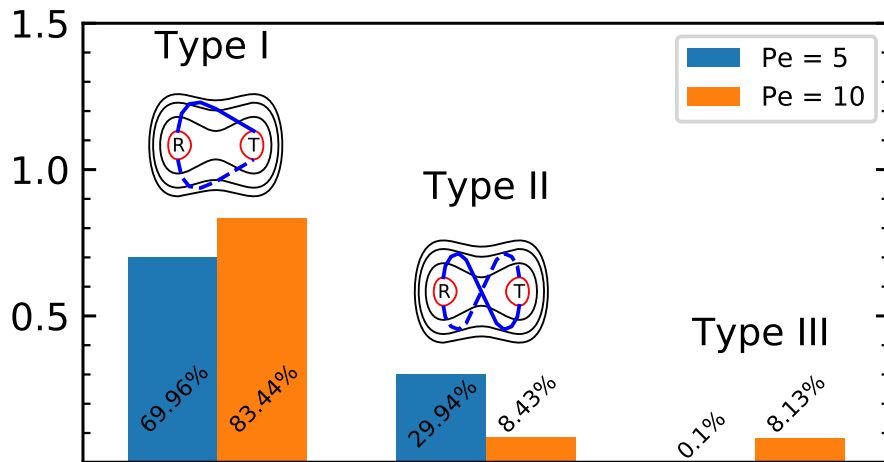 1.5
1.0
0.5
Type I
R
T
Type II
R
T
Type III
Pe = 5
Pe = 10
69.96%
83.44%
29.94%
8.43%
0.1%
8.13%